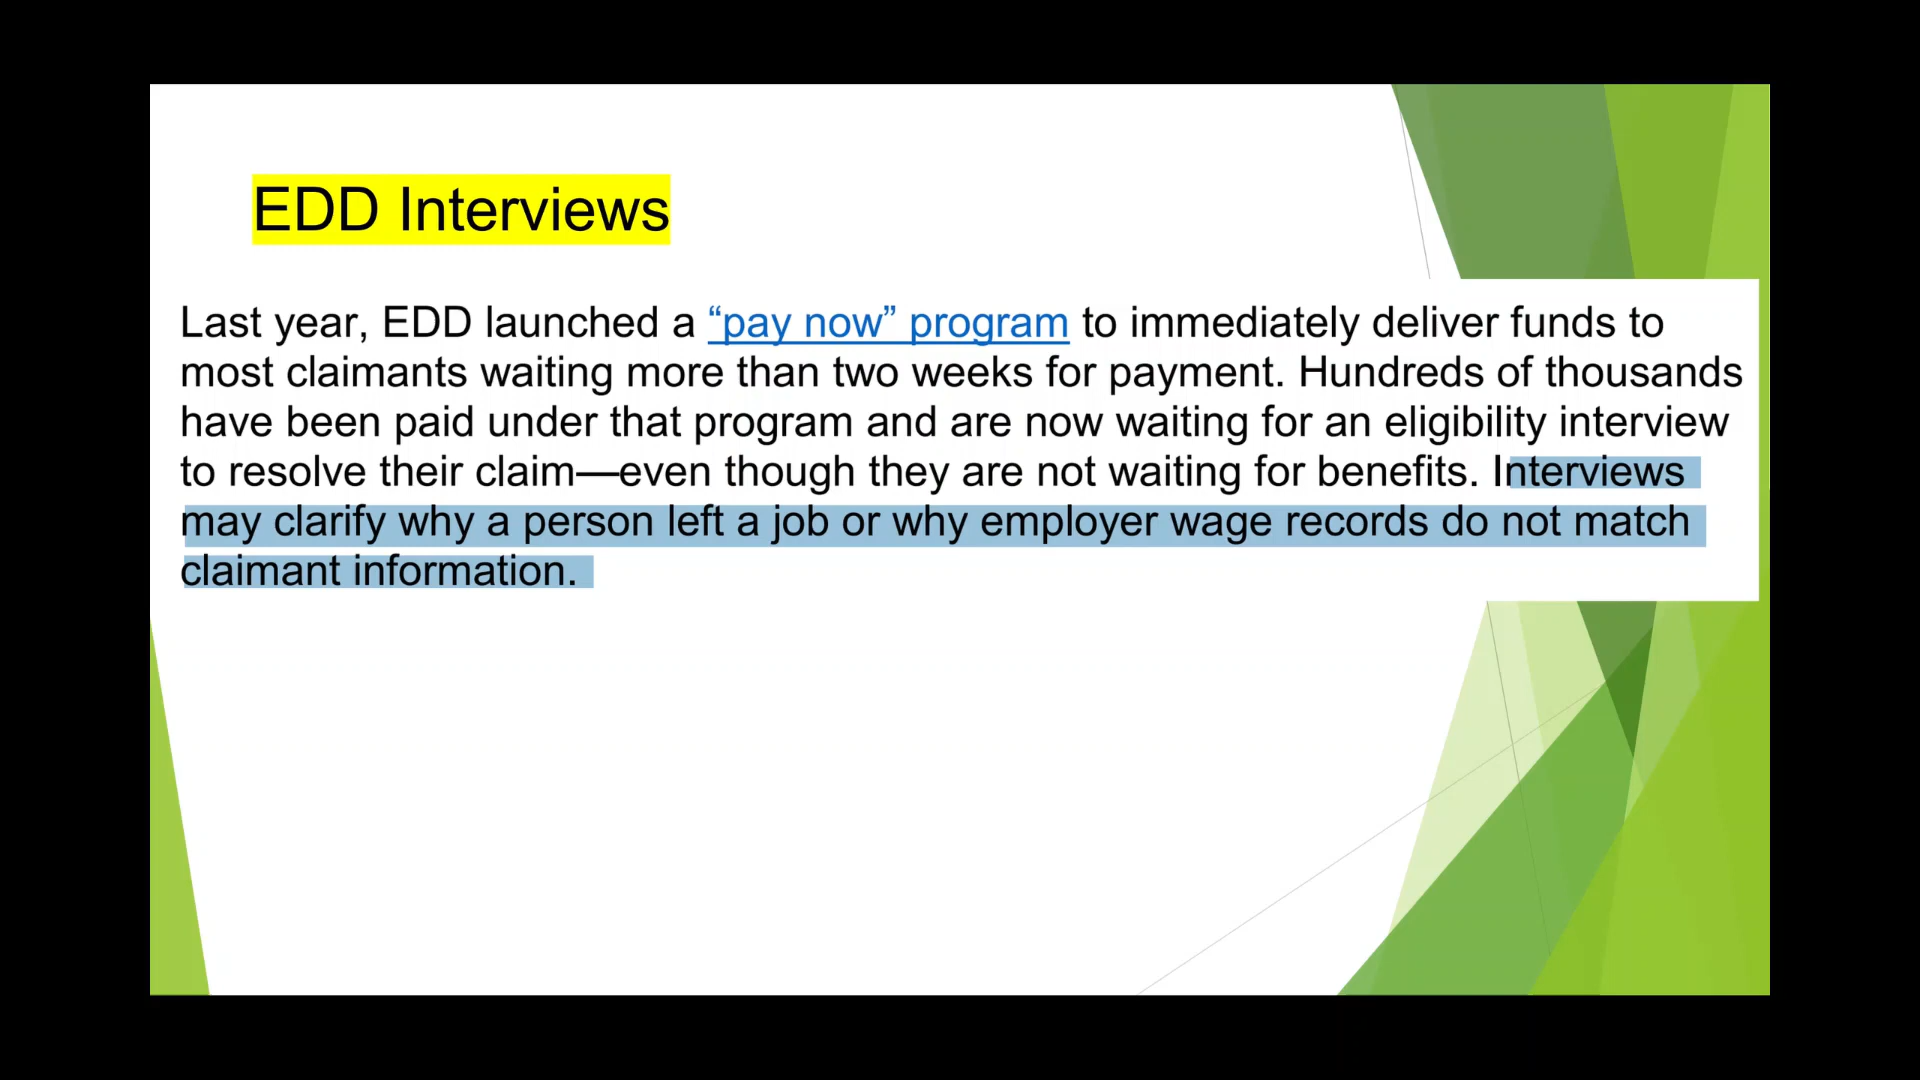 EDD Interviews
Last year, EDD launched a “pay now” program to immediately deliver funds to
most claimants waiting more than two weeks for payment. Hundreds of thousands
have been paid under that program and are now waiting for an eligibility interview
to resolve their claim—even though they are not waiting for benefits. Interviews
may clarify why a person left a job or why employer wage records do not match
claimant information.